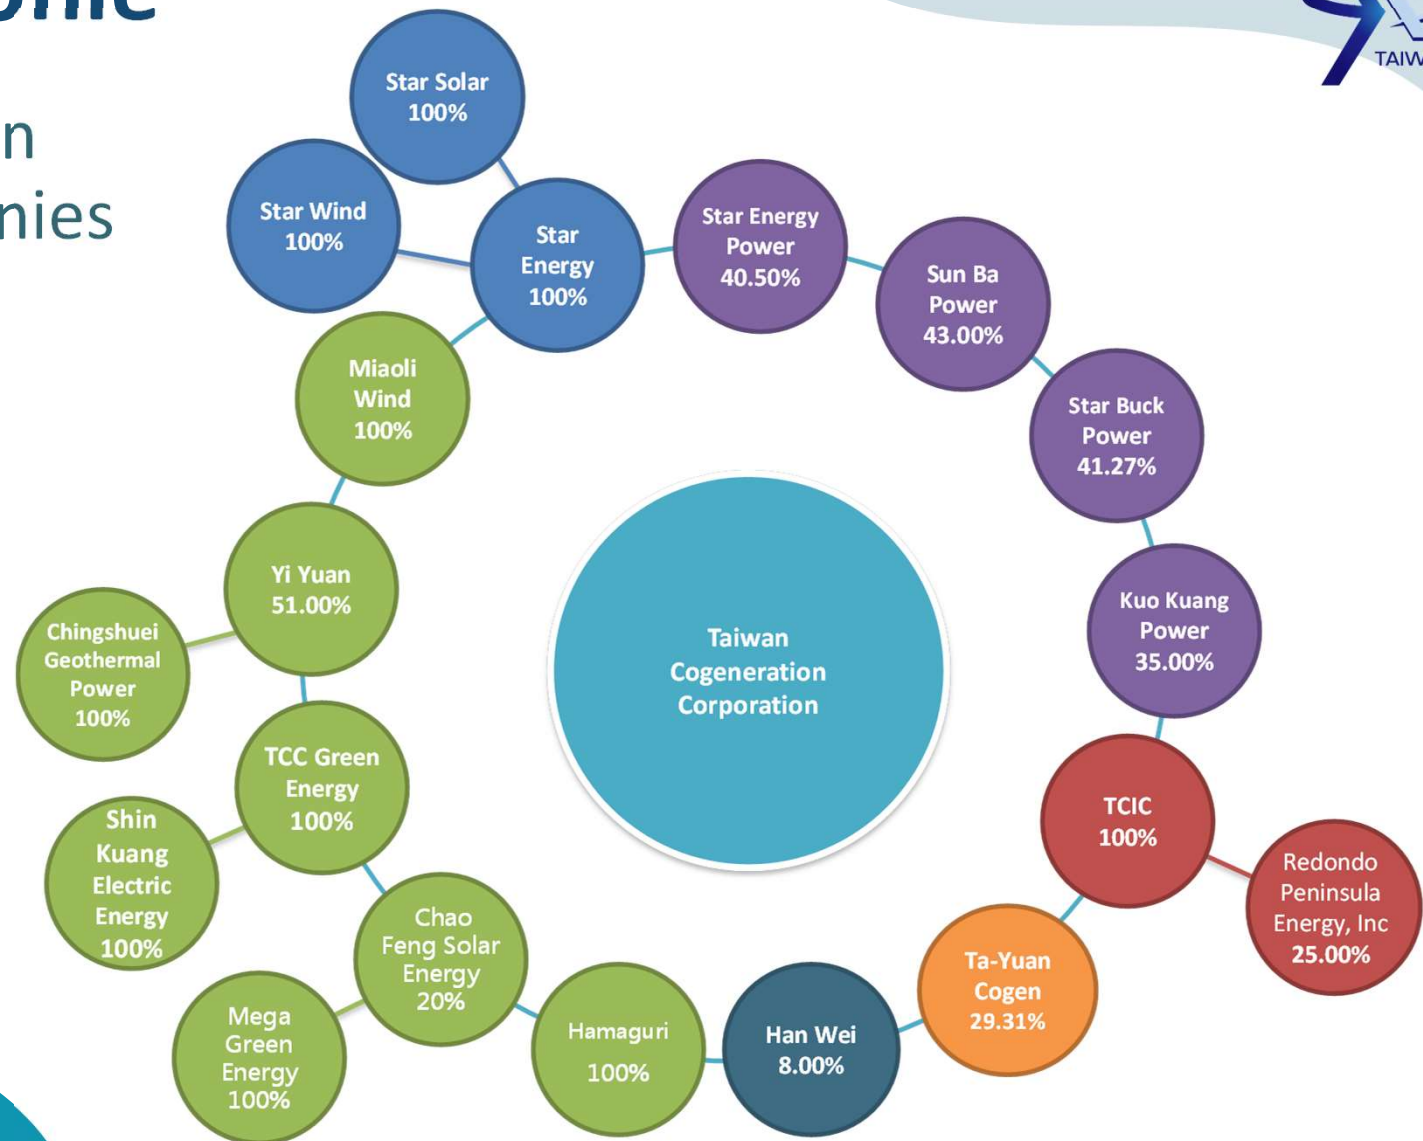 Star Solar
100%
Star Wind
100%
Star
Energy
100%
Star Energy
Power
40.50%
Sun Ba
Power
43.00%
Star Buck
Power
41.27%
Kuo Kuang
Power
35.00%
TCIC
100%
Redondo
Peninsula
Energy, Inc
25.00%
Ta-Yuan
Cogen
29.31%
Han Wei
8.00%
Hamaguri
100%
Chao
Feng Solar
Energy
20%
Mega
Green
Energy
100%
TCC Green
Energy
100%
Shin
Kuang
Electric
Energy
100%
Yi Yuan
51.00%
Chingshuei
Geothermal
Power
100%
Miaoli
Wind
100%
Taiwan
Cogeneration
Corporation